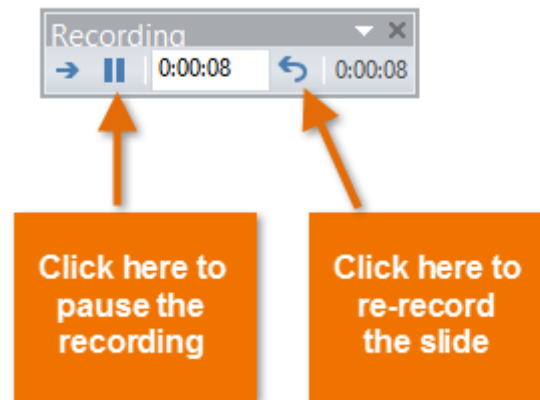 Recording
0:00:08 0:00:08
Click here to
pause the
recording
Click here to
re-record
the slide